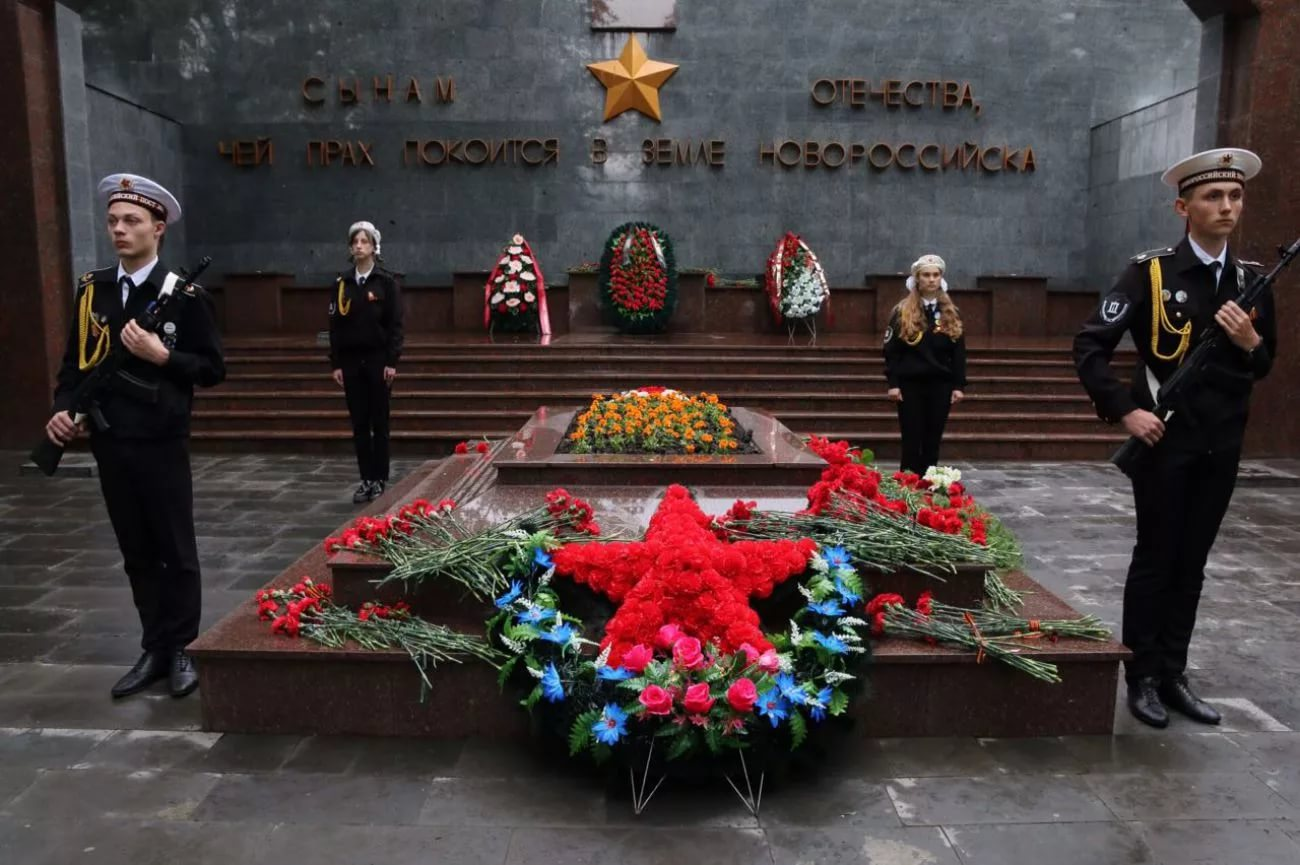 СЫНАМ ОТЕЧЕСТВА,
ЧЕЙ ПРАХ ПОКОИТСЯ В ЗЕМЛЕ НОВОРОССИЙСКА